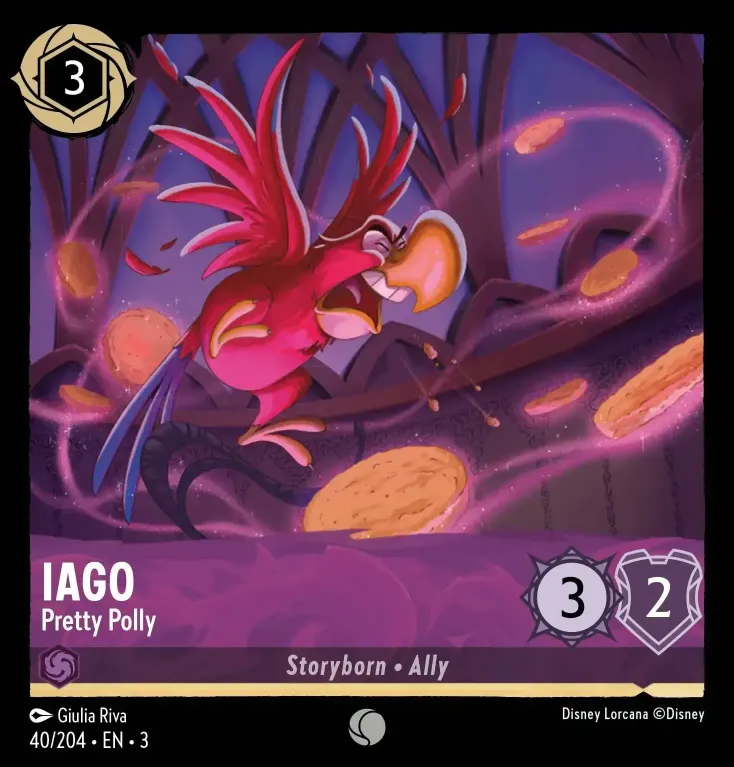 3
IAGO
Pretty Polly
3
2
Storyborn • Ally
Giulia Riva
Disney Lorcana ©Disney
40/204 • EN • 3